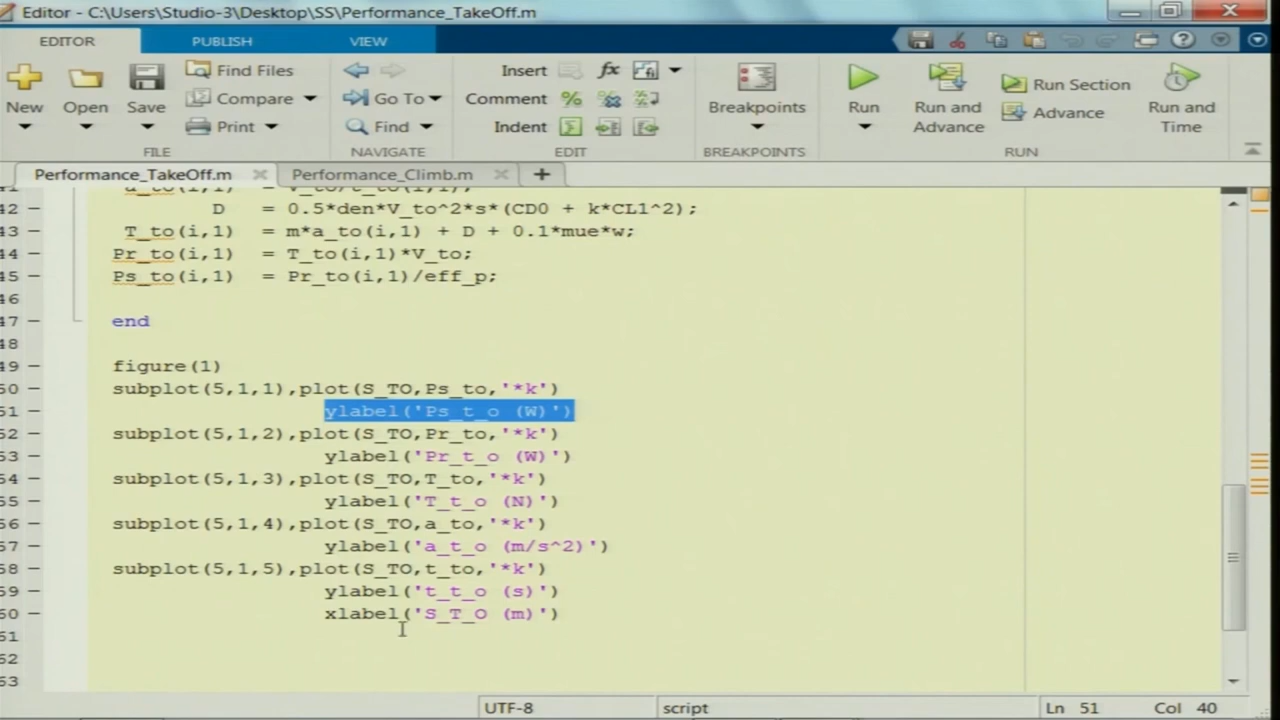 Editor - C:\Users\Studio-3\Desktop\SS\Performance_TakeOff.m
EDITOR PUBLISH VIEW
New Open Save Find Files Compare Print Go To Find Insert fx Comment Indent Breakpoints Run Run and Advance Run Section Advance Run and Time
FILE NAVIGATE EDIT BREAKPOINTS RUN
Performance_TakeOff.m Performance_Climb.m
a_to(i,1) = V_to/t_to(i,1);
42 D = 0.5*den*V_to^2*s*(CD0 + k*CL1^2);
43 T_to(i,1) = m*a_to(i,1) + D + 0.1*mue*w;
44 Pr_to(i,1) = T_to(i,1)*V_to;
45 Ps_to(i,1) = Pr_to(i,1)/eff_p;
46
47 end
48
49 figure(1)
50 subplot(5,1,1),plot(S_TO,Ps_to,'*k')
51 ylabel('Ps_t_o (W)')
52 subplot(5,1,2),plot(S_TO,Pr_to,'*k')
53 ylabel('Pr_t_o (W)')
54 subplot(5,1,3),plot(S_TO,T_to,'*k')
55 ylabel('T_t_o (N)')
56 subplot(5,1,4),plot(S_TO,a_to,'*k')
57 ylabel('a_t_o (m/s^2)')
58 subplot(5,1,5),plot(S_TO,t_to,'*k')
59 ylabel('t_t_o (s)')
60 xlabel('S_T_O (m)')
61
62
63
UTF-8 script Ln 51 Col 40